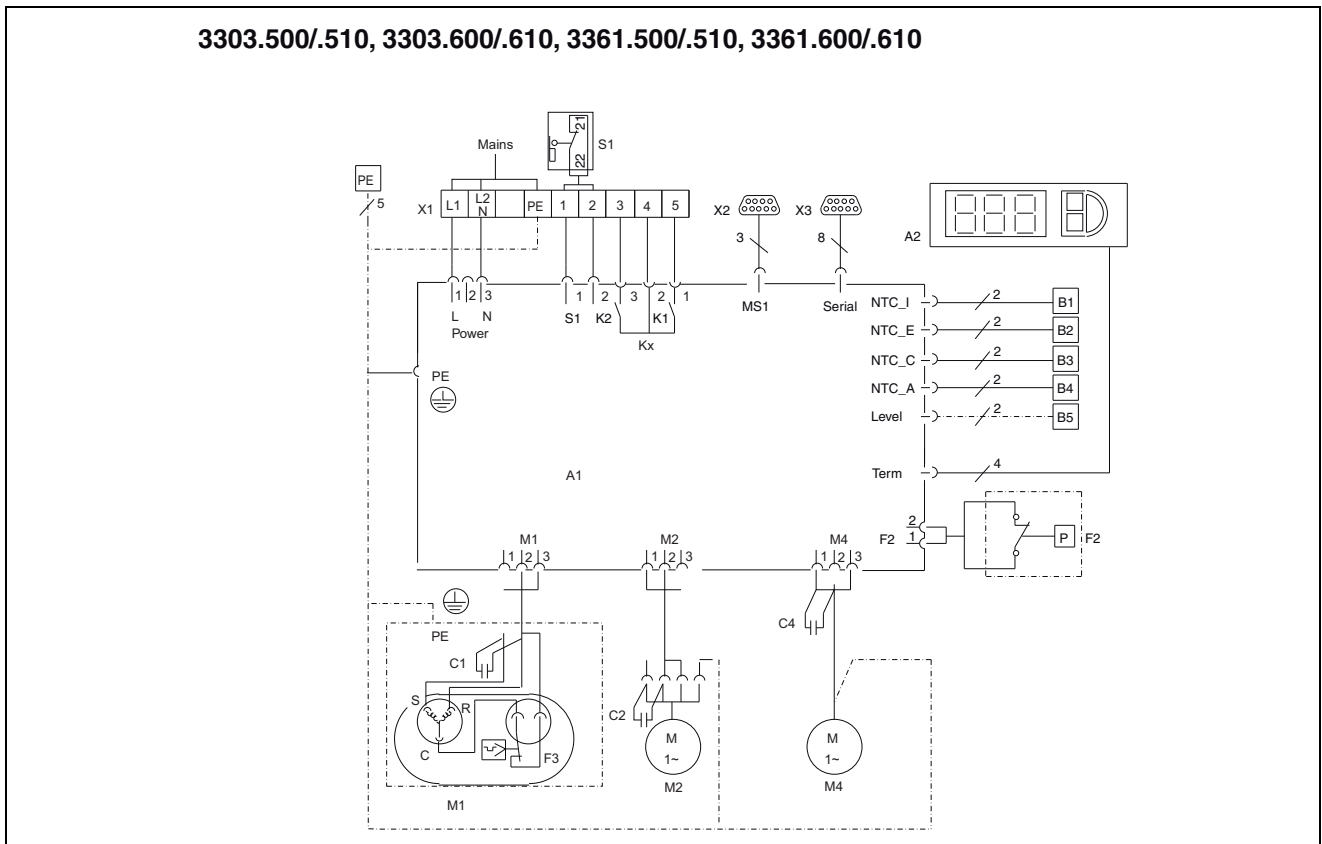 3303.500/.510, 3303.600/.610, 3361.500/.510, 3361.600/.610
21
22
S1
Mains
PE
5
X1
L1
L2
N
PE
1
2
3
4
5
X2
X3
A2
3
8
1
2
3
L
N
Power
1
2
3
2
1
S1
K2
K1
Kx
MS1
Serial
NTC_I
2
B1
NTC_E
2
B2
NTC_C
2
B3
NTC_A
2
B4
Level
2
B5
PE
Term
4
A1
F2
2
1
P
F2
M1
1
2
3
M2
1
2
3
M4
1
2
3
PE
C1
C4
S
R
C
F3
C2
M
1~
M2
M
1~
M4
M1